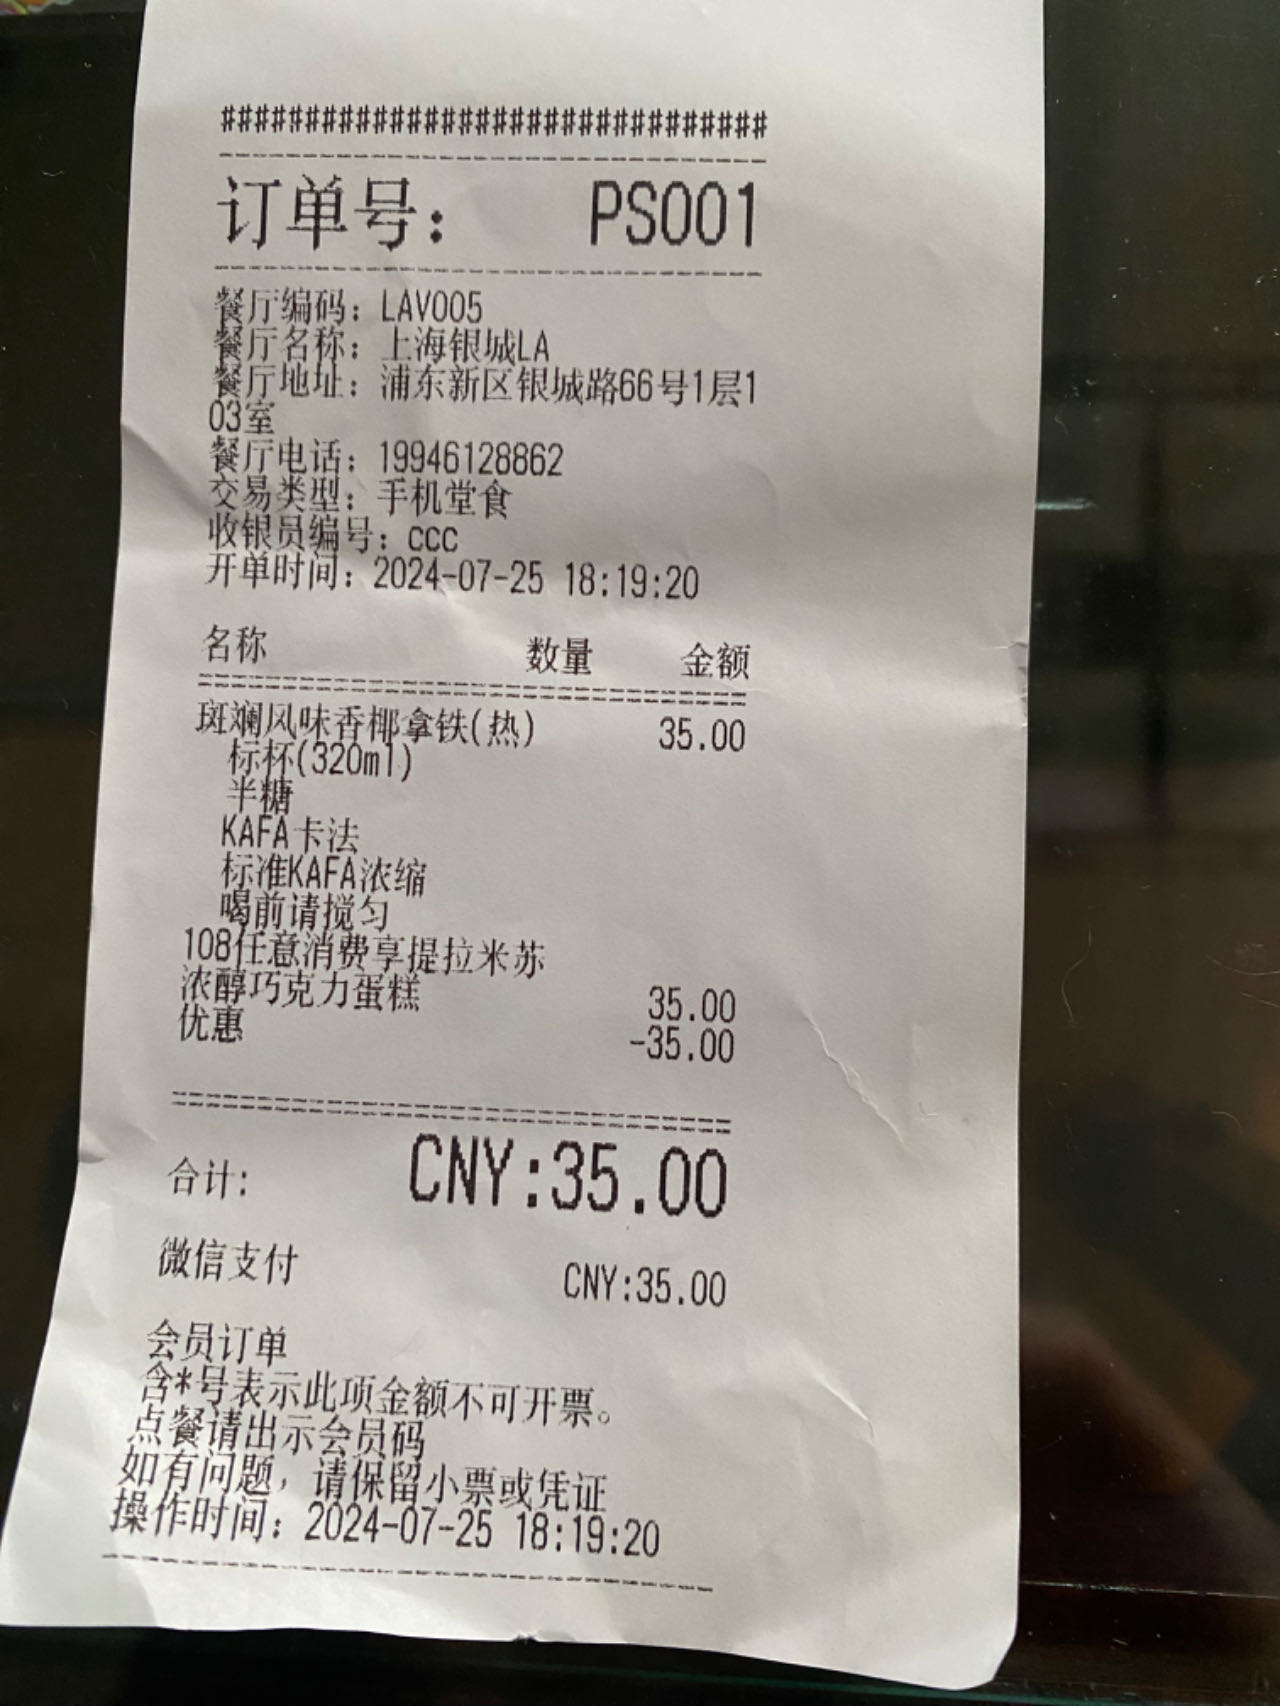 ################################
订单号： PS001
餐厅编码：LAV005
餐厅名称：上海银城LA
餐厅地址：浦东新区银城路66号1层1
03室
餐厅电话：19946128862
交易类型：手机堂食
收银员编号：ccc
开单时间：2024-07-25 18:19:20
名称 数量 金额
斑斓风味香椰拿铁(热) 35.00
标杯(320ml)
半糖
KAFA卡法
标准KAFA浓缩
喝前请搅匀
108任意消费享提拉米苏
浓醇巧克力蛋糕 35.00
优惠 -35.00
合计: CNY:35.00
微信支付 CNY:35.00
会员订单
含*号表示此项金额不可开票。
点餐请出示会员码
如有问题，请保留小票或凭证
操作时间：2024-07-25 18:19:20